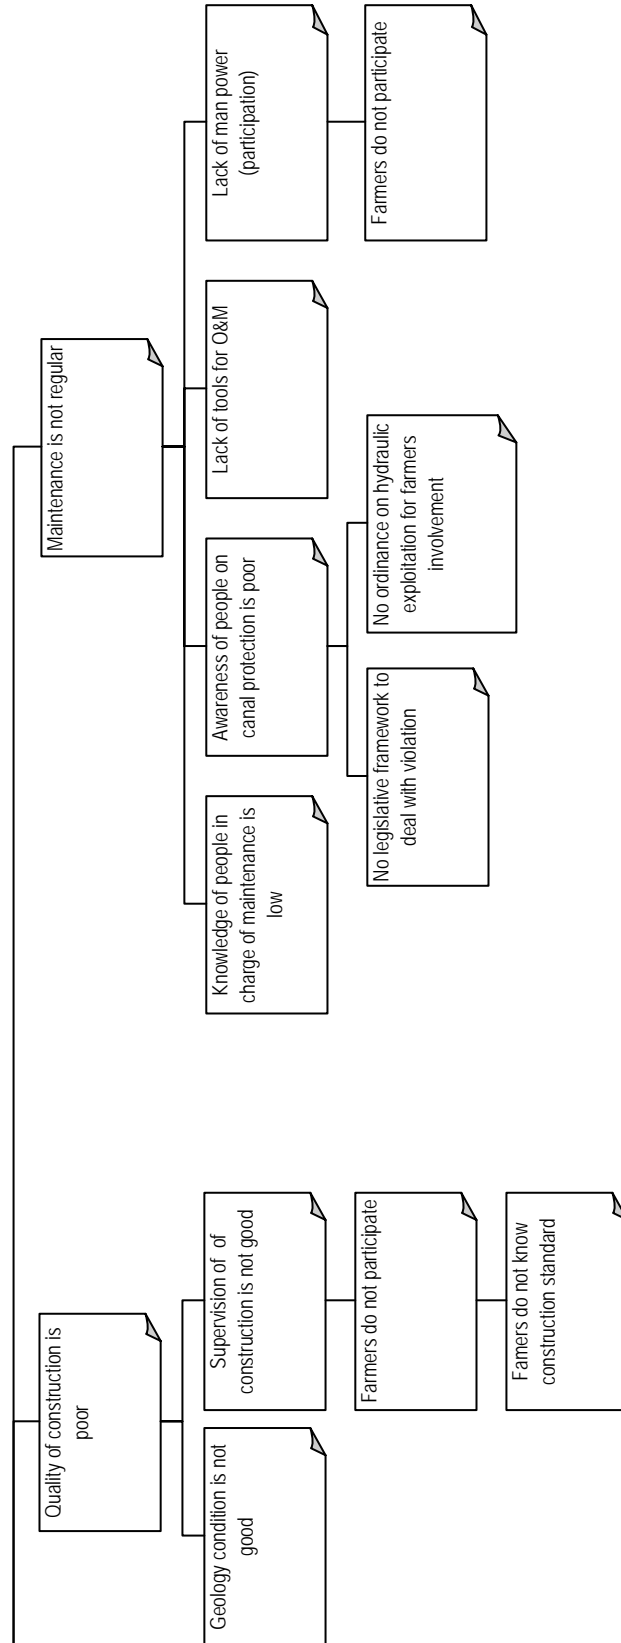 Quality of construction is
poor
Maintenance is not regular
Geology condition is not
good
Supervision of  of
construction is not good
Knowledge of people in
charge of maintenance is
low
Awareness of people on
canal protection is poor
Lack of tools for O&M
Lack of man power
(participation)
Farmers do not participate
No legislative framework to
deal with violation
No ordinance on hydraulic
exploitation for farmers
involvement
Farmers do not participate
Famers do not know
construction standard